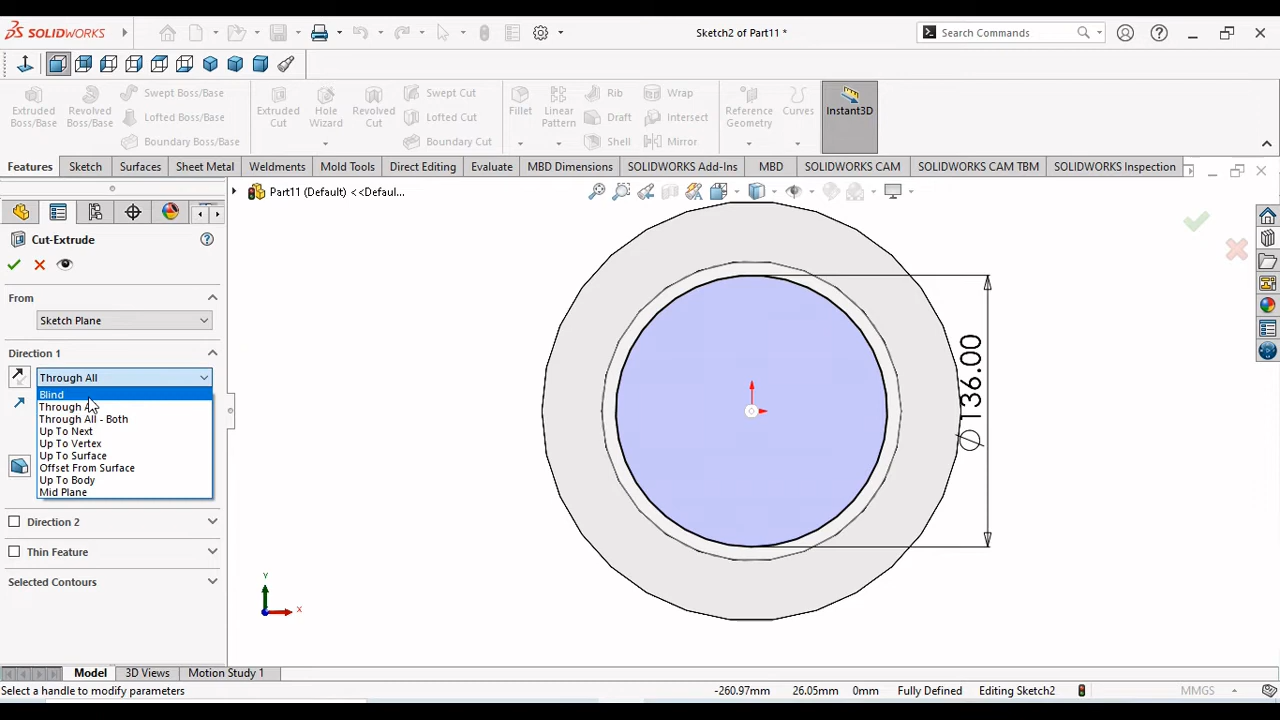 SOLIDWORKS
Sketch2 of Part11 *
Search Commands
Extruded Boss/Base
Revolved Boss/Base
Swept Boss/Base
Lofted Boss/Base
Boundary Boss/Base
Extruded Cut
Hole Wizard
Revolved Cut
Swept Cut
Lofted Cut
Boundary Cut
Fillet
Linear Pattern
Rib
Draft
Shell
Wrap
Intersect
Mirror
Reference Geometry
Curves
Instant3D
Features
Sketch
Surfaces
Sheet Metal
Weldments
Mold Tools
Direct Editing
Evaluate
MBD Dimensions
SOLIDWORKS Add-Ins
MBD
SOLIDWORKS CAM
SOLIDWORKS CAM TBM
SOLIDWORKS Inspection
Part11 (Default) <<Defaul...
Cut-Extrude
From
Sketch Plane
Direction 1
Through All
Blind
Through
Through All - Both
Up To Next
Up To Vertex
Up To Surface
Offset From Surface
Up To Body
Mid Plane
Direction 2
Thin Feature
Selected Contours
∅136.00
Y
X
Model
3D Views
Motion Study 1
Select a handle to modify parameters
-260.97mm
26.05mm
0mm
Fully Defined
Editing Sketch2
MMGS